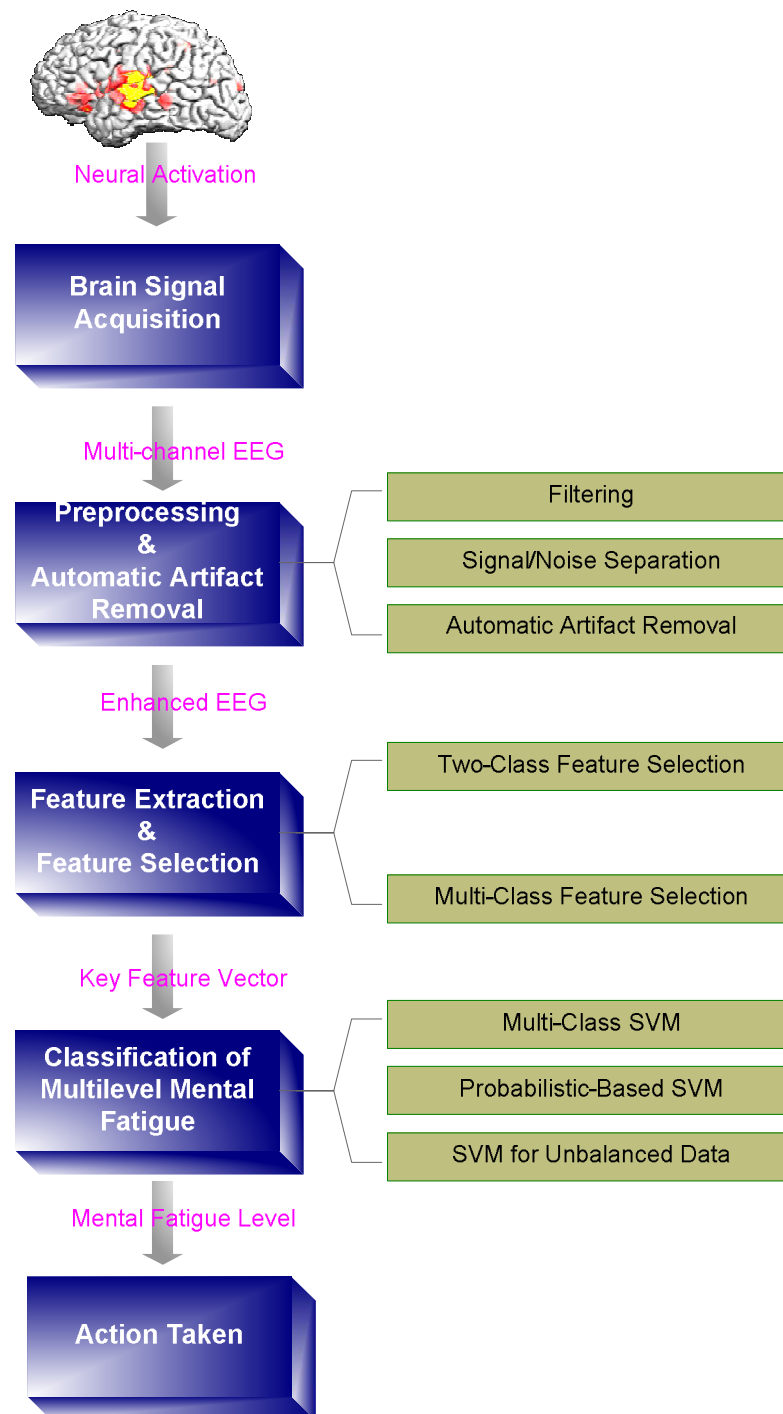 Neural Activation
Brain Signal
Acquisition
Multi-channel EEG
Preprocessing
&
Automatic Artifact
Removal
Filtering
Signal/Noise Separation
Automatic Artifact Removal
Enhanced EEG
Feature Extraction
&
Feature Selection
Two-Class Feature Selection
Multi-Class Feature Selection
Key Feature Vector
Classification of
Multilevel Mental
Fatigue
Multi-Class SVM
Probabilistic-Based SVM
SVM for Unbalanced Data
Mental Fatigue Level
Action Taken